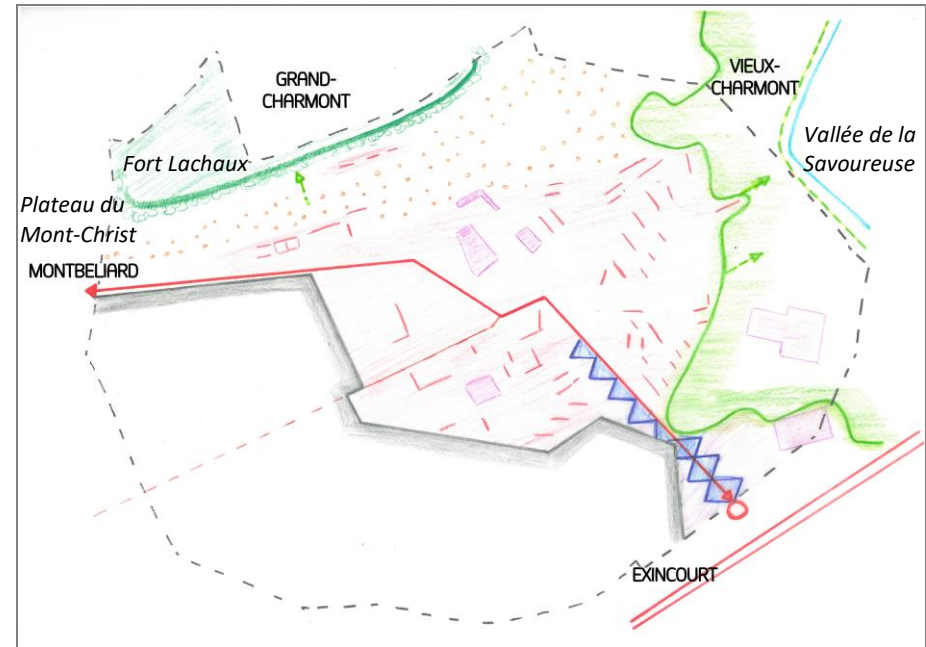 GRAND-
CHARMONT
VIEUX-
CHARMONT
Fort Lachaux
Vallée de la
Savoureuse
Plateau du
Mont-Christ
MONTBELIARD
EXINCOURT